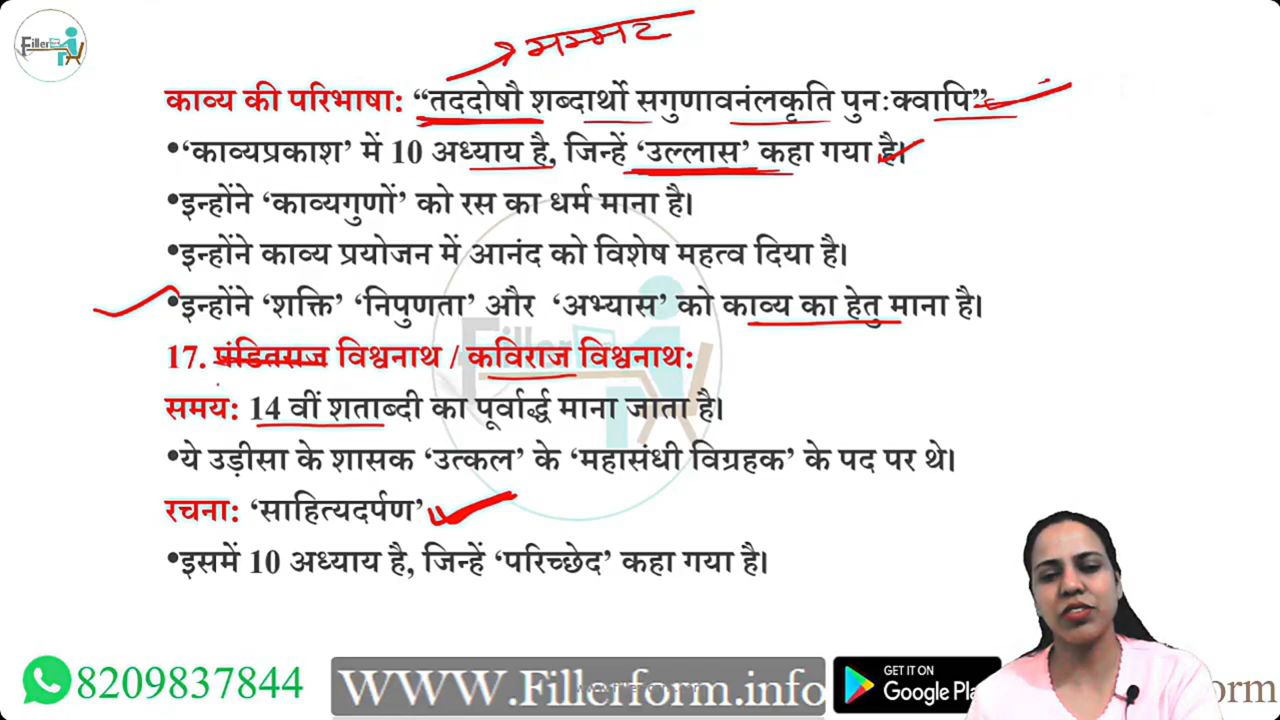 Filler
मम्मट
काव्य की परिभाषाः “तददोषौ शब्दार्थो सगुणावनंलकृति पुनःक्वापि”
•‘काव्यप्रकाश’ में 10 अध्याय है, जिन्हें ‘उल्लास’ कहा गया है।
•इन्होंने ‘काव्यगुणों’ को रस का धर्म माना है।
•इन्होंने काव्य प्रयोजन में आनंद को विशेष महत्व दिया है।
•इन्होंने ‘शक्ति’ ‘निपुणता’ और ‘अभ्यास’ को काव्य का हेतु माना है।
17. पंडितराज विश्वनाथ / कविराज विश्वनाथ:
समय: 14 वीं शताब्दी का पूर्वार्द्ध माना जाता है।
•ये उड़ीसा के शासक ‘उत्कल’ के ‘महासंधी विग्रहक’ के पद पर थे।
रचना: ‘साहित्यदर्पण’
•इसमें 10 अध्याय है, जिन्हें ‘परिच्छेद’ कहा गया है।
8209837844 WWW.Fillerform.info GET IT ON Google Pla orm